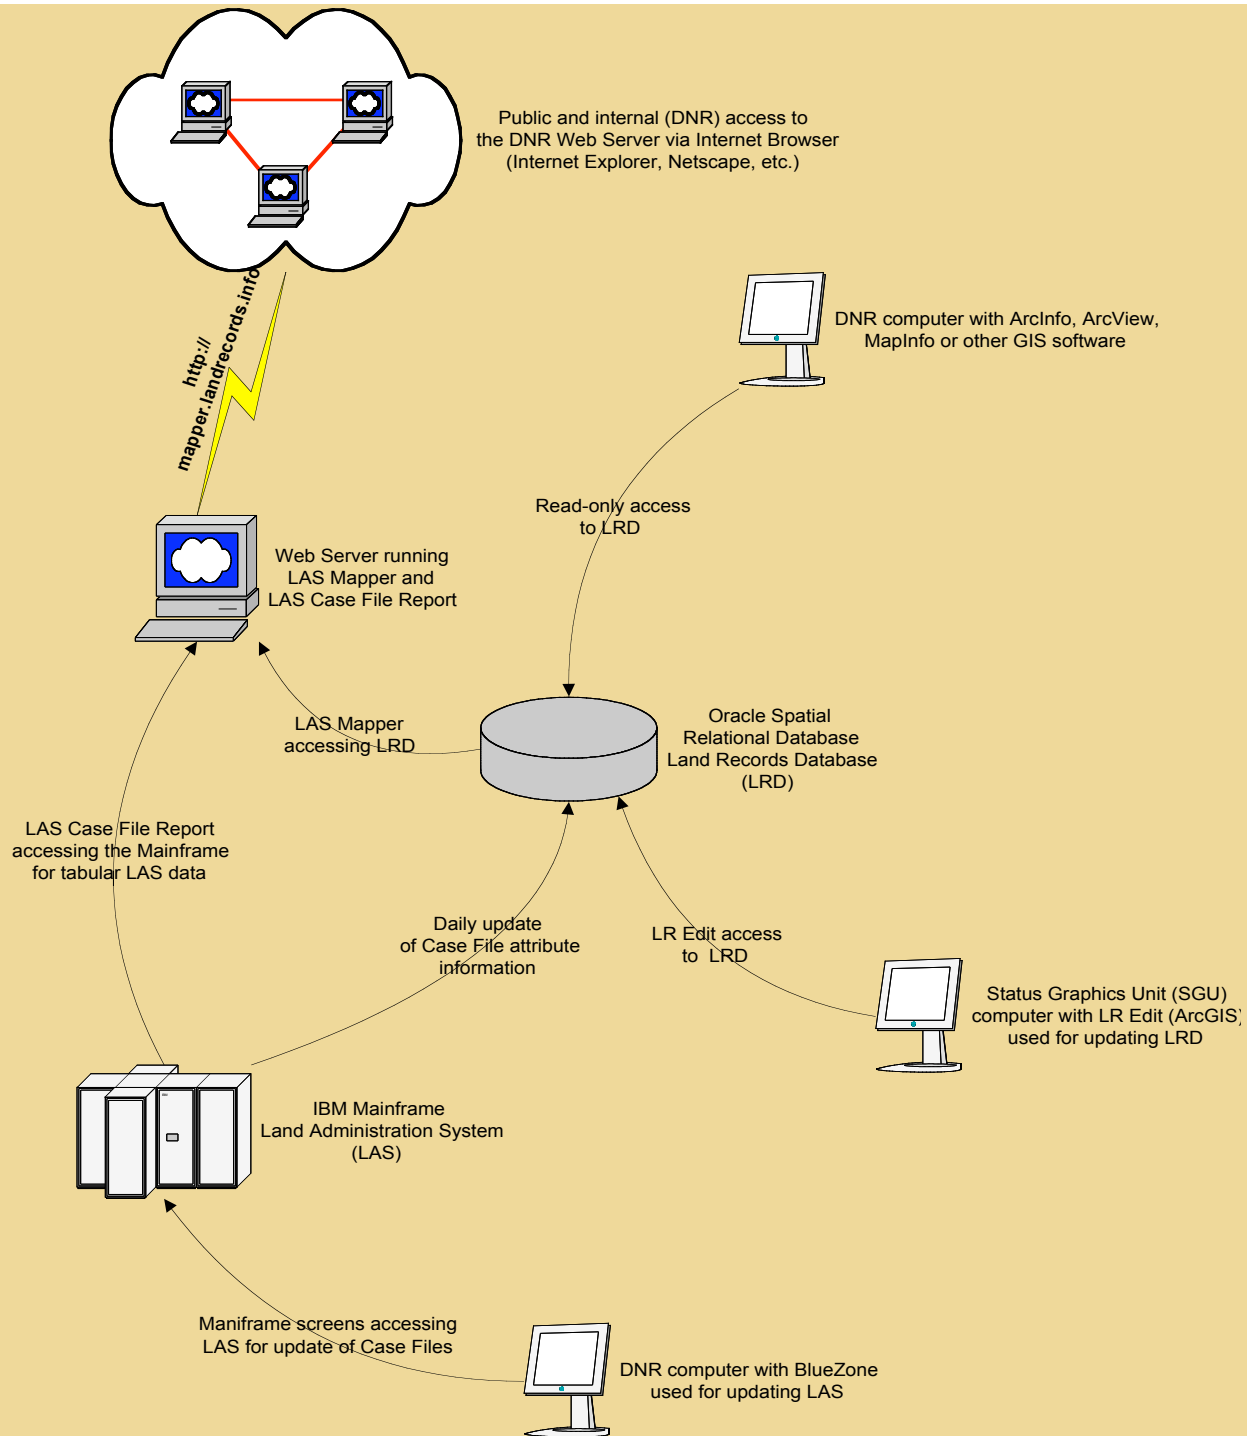 Public and internal (DNR) access to
the DNR Web Server via Internet Browser
(Internet Explorer, Netscape, etc.)
http://
mapper.landrecords.info
DNR computer with ArcInfo, ArcView,
MapInfo or other GIS software
Read-only access
to LRD
Web Server running
LAS Mapper and
LAS Case File Report
LAS Mapper
accessing LRD
Oracle Spatial
Relational Database
Land Records Database
(LRD)
LAS Case File Report
accessing the Mainframe
for tabular LAS data
Daily update
of Case File attribute
information
LR Edit access
to LRD
Status Graphics Unit (SGU)
computer with LR Edit (ArcGIS)
used for updating LRD
IBM Mainframe
Land Administration System
(LAS)
Maniframe screens accessing
LAS for update of Case Files
DNR computer with BlueZone
used for updating LAS